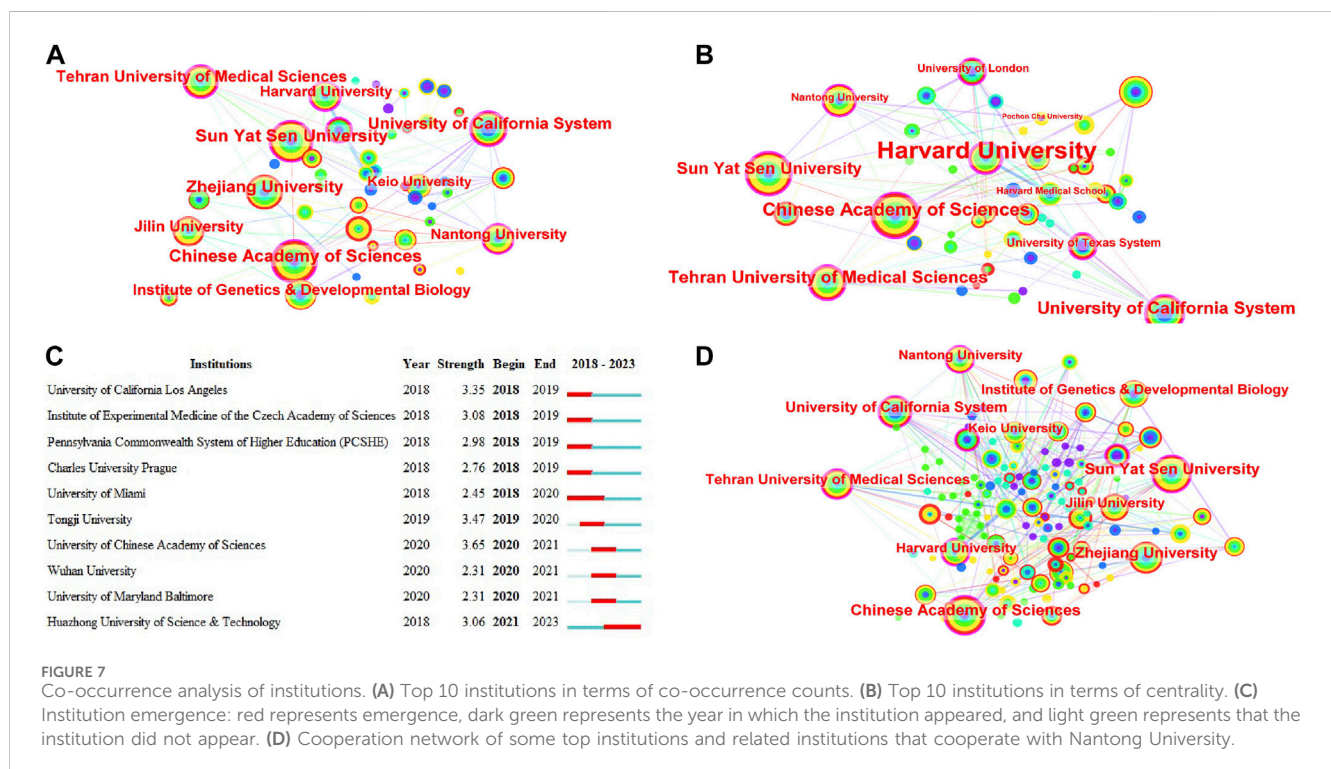 A
Tehran University of Medical Sciences
Harvard University
Sun Yat Sen University
University of California System
Zhejiang University
Keio University
Jilin University
Nantong University
Chinese Academy of Sciences
Institute of Genetics & Developmental Biology
B
University of London
Nantong University
Pochon Cha University
Harvard University
Sun Yat Sen University
Harvard Medical School
Chinese Academy of Sciences
University of Texas System
Tehran University of Medical Sciences
University of California System
C
Institutions Year Strength Begin End 2018 - 2023
University of California Los Angeles 2018 3.35 2018 2019
Institute of Experimental Medicine of the Czech Academy of Sciences 2018 3.08 2018 2019
Pennsylvania Commonwealth System of Higher Education (PCSHE) 2018 2.98 2018 2019
Charles University Prague 2018 2.76 2018 2019
University of Miami 2018 2.45 2018 2020
Tongji University 2019 3.47 2019 2020
University of Chinese Academy of Sciences 2020 3.65 2020 2021
Wuhan University 2020 2.31 2020 2021
University of Maryland Baltimore 2020 2.31 2020 2021
Huazhong University of Science & Technology 2018 3.06 2021 2023
D
Nantong University
Institute of Genetics & Developmental Biology
University of California System
Keio University
Sun Yat Sen University
Tehran University of Medical Sciences
Jilin University
Harvard University
Zhejiang University
Chinese Academy of Sciences
FIGURE 7
Co-occurrence analysis of institutions. (A) Top 10 institutions in terms of co-occurrence counts. (B) Top 10 institutions in terms of centrality. (C)
Institution emergence: red represents emergence, dark green represents the year in which the institution appeared, and light green represents that the
institution did not appear. (D) Cooperation network of some top institutions and related institutions that cooperate with Nantong University.